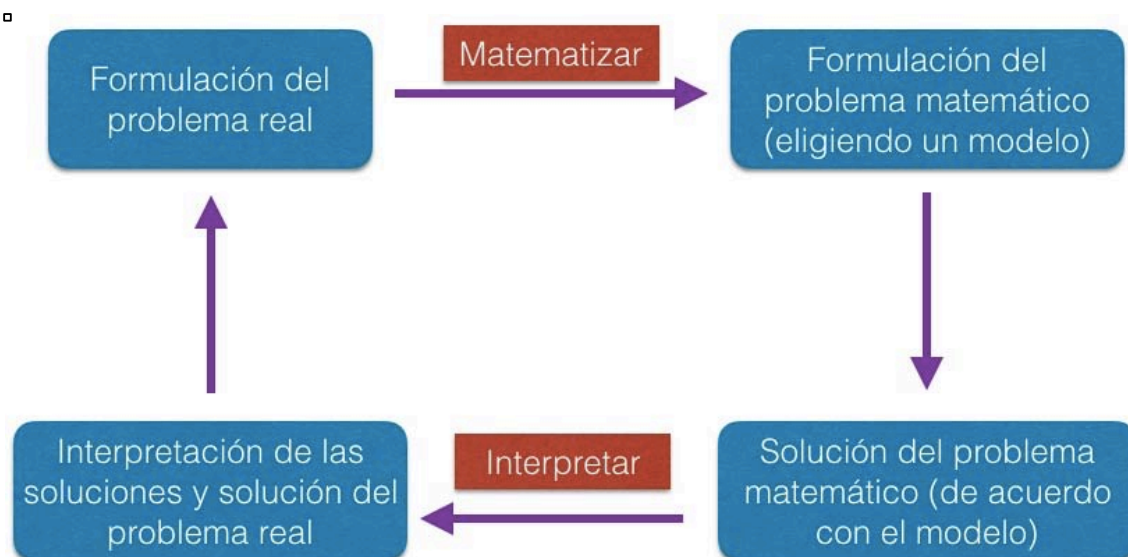 Formulación del
problema real
Matematizar
Formulación del
problema matemático
(eligiendo un modelo)
Interpretación de las
soluciones y solución del
problema real
Interpretar
Solución del problema
matemático (de acuerdo
con el modelo)